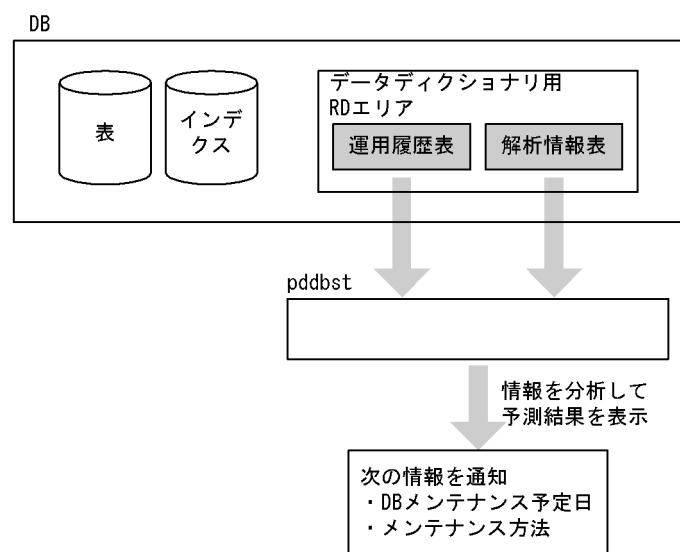 DB
表
インデ
クス
データディクショナリ用
RDエリア
運用履歴表
解析情報表
pddbst
情報を分析して
予測結果を表示
次の情報を通知
・DBメンテナンス予定日
・メンテナンス方法